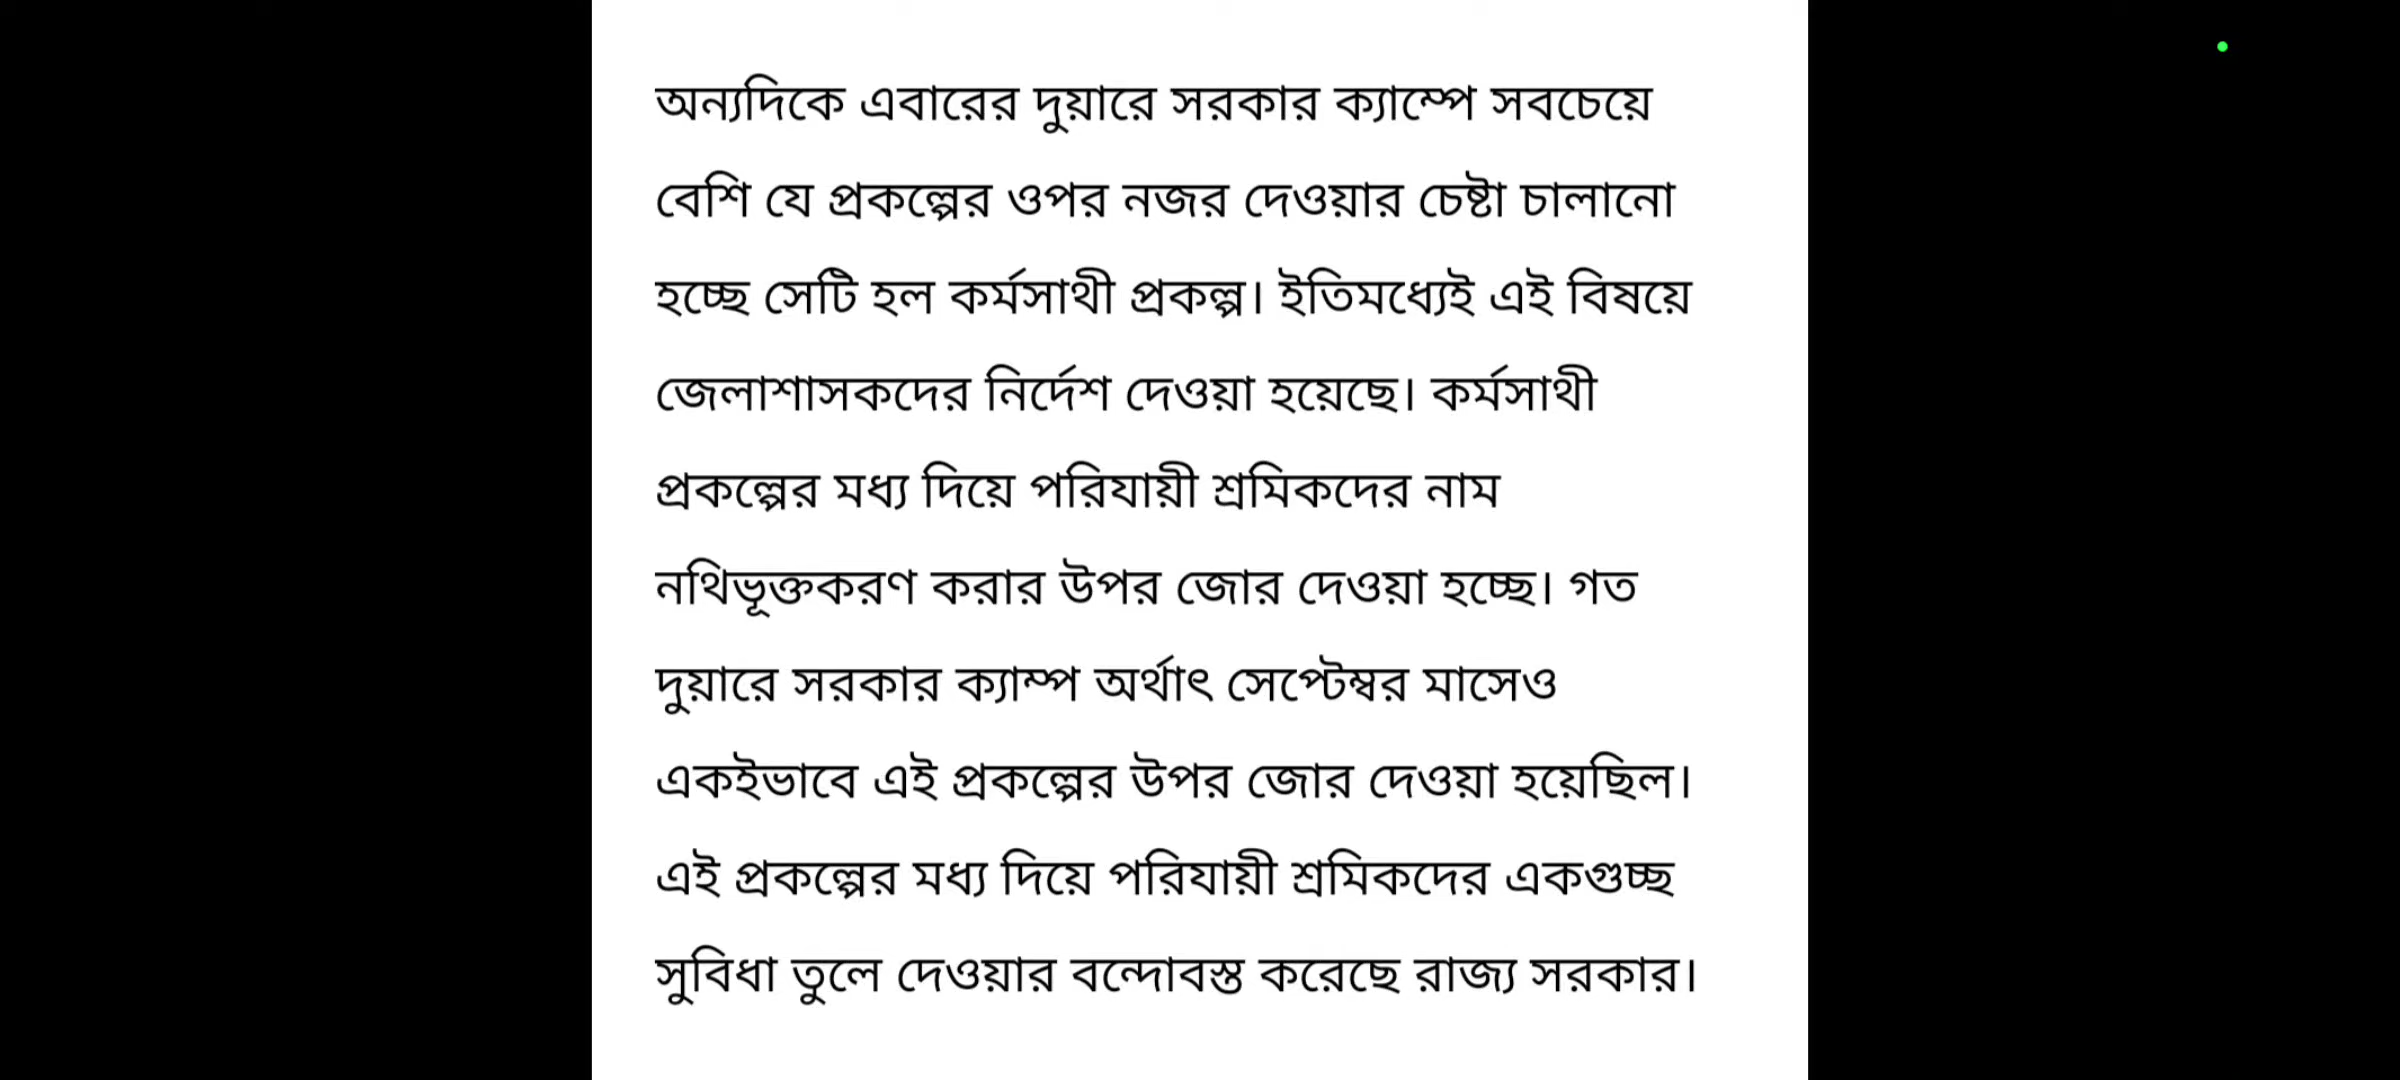 অন্যদিকে এবারের দুয়ারে সরকার ক্যাম্পে সবচেয়ে
বেশি যে প্রকল্পের ওপর নজর দেওয়ার চেষ্টা চালানো
হচ্ছে সেটি হল কর্মসাথী প্রকল্প। ইতিমধ্যেই এই বিষয়ে
জেলাশাসকদের নির্দেশ দেওয়া হয়েছে। কর্মসাথী
প্রকল্পের মধ্য দিয়ে পরিযায়ী শ্রমিকদের নাম
নথিভূক্তকরণ করার উপর জোর দেওয়া হচ্ছে। গত
দুয়ারে সরকার ক্যাম্প অর্থাৎ সেপ্টেম্বর মাসেও
একইভাবে এই প্রকল্পের উপর জোর দেওয়া হয়েছিল।
এই প্রকল্পের মধ্য দিয়ে পরিযায়ী শ্রমিকদের একগুচ্ছ
সুবিধা তুলে দেওয়ার বন্দোবস্ত করেছে রাজ্য সরকার।